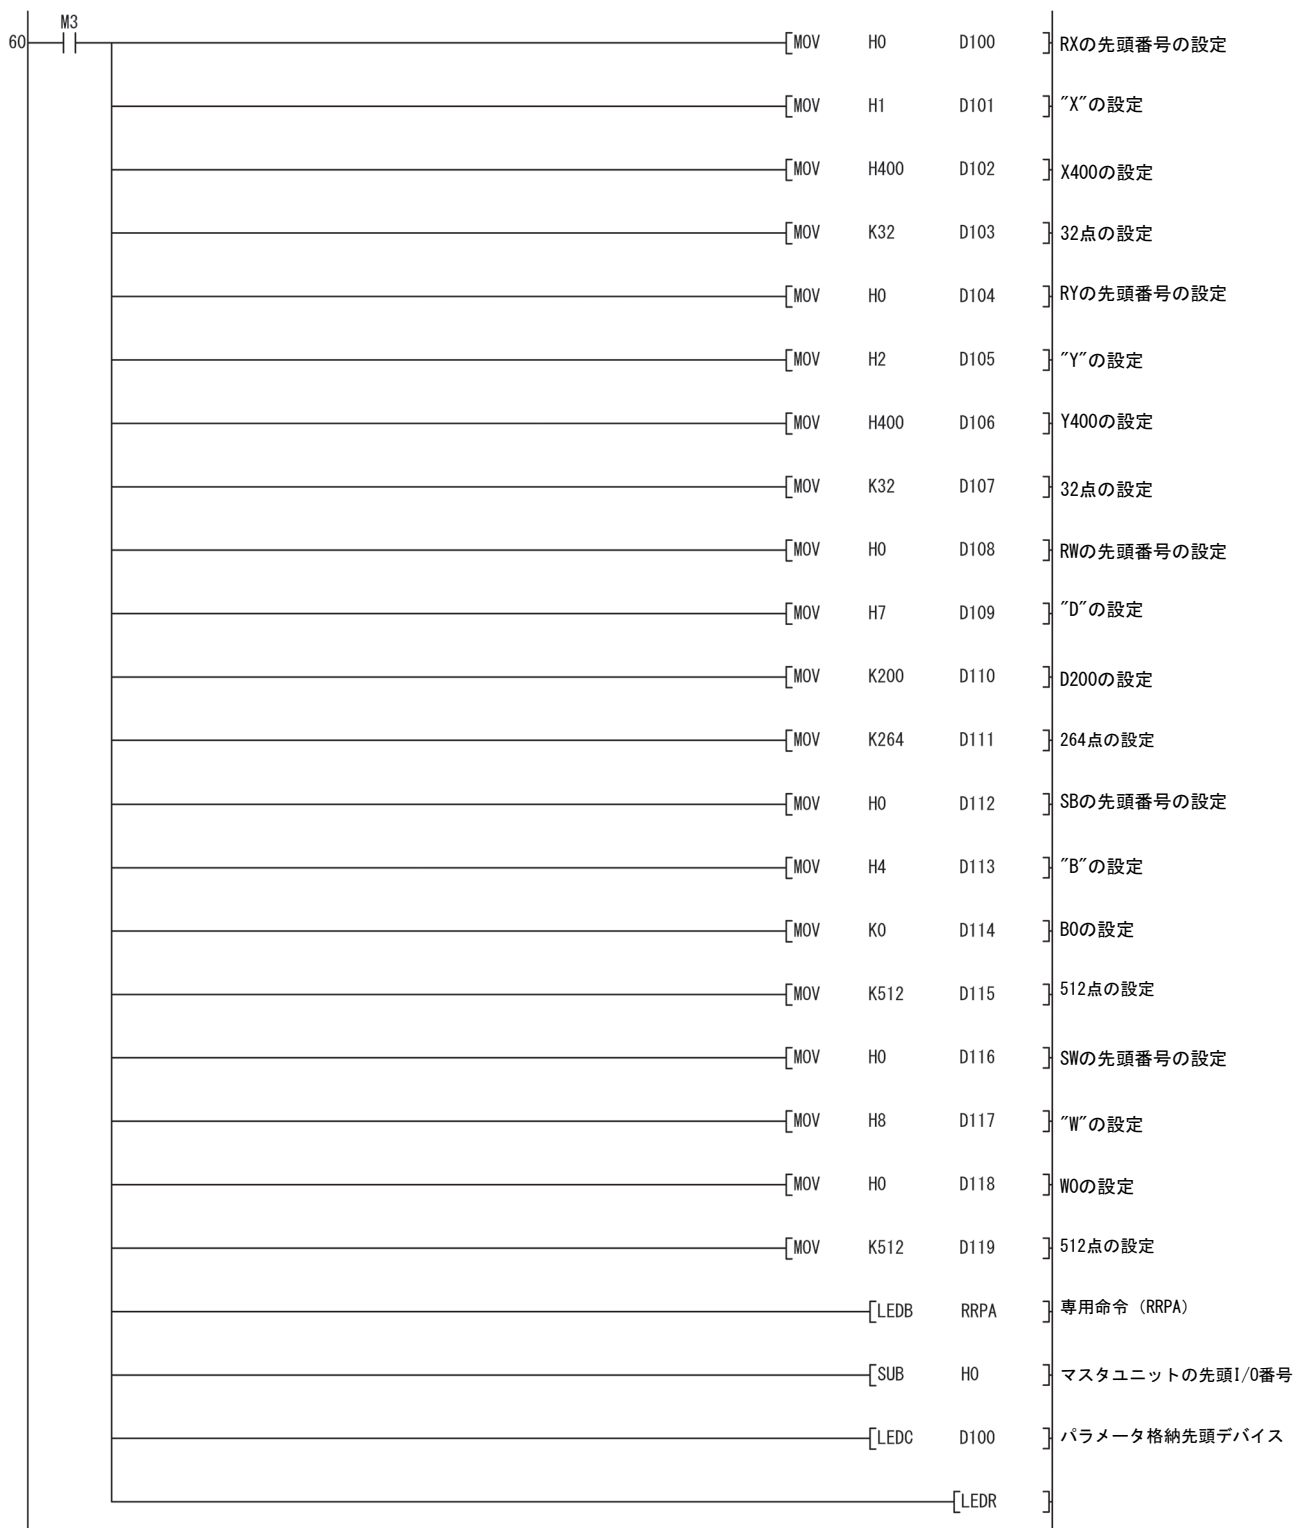 M3
60 MOV H0 D100 RXの先頭番号の設定
MOV H1 D101 "X"の設定
MOV H400 D102 X400の設定
MOV K32 D103 32点の設定
MOV H0 D104 RYの先頭番号の設定
MOV H2 D105 "Y"の設定
MOV H400 D106 Y400の設定
MOV K32 D107 32点の設定
MOV H0 D108 RWの先頭番号の設定
MOV H7 D109 "D"の設定
MOV K200 D110 D200の設定
MOV K264 D111 264点の設定
MOV H0 D112 SBの先頭番号の設定
MOV H4 D113 "B"の設定
MOV K0 D114 B0の設定
MOV K512 D115 512点の設定
MOV H0 D116 SWの先頭番号の設定
MOV H8 D117 "W"の設定
MOV H0 D118 W0の設定
MOV K512 D119 512点の設定
LEDB RRPA 専用命令（RRPA）
SUB H0 マスタユニットの先頭I/O番号
LEDC D100 パラメータ格納先頭デバイス
LEDR